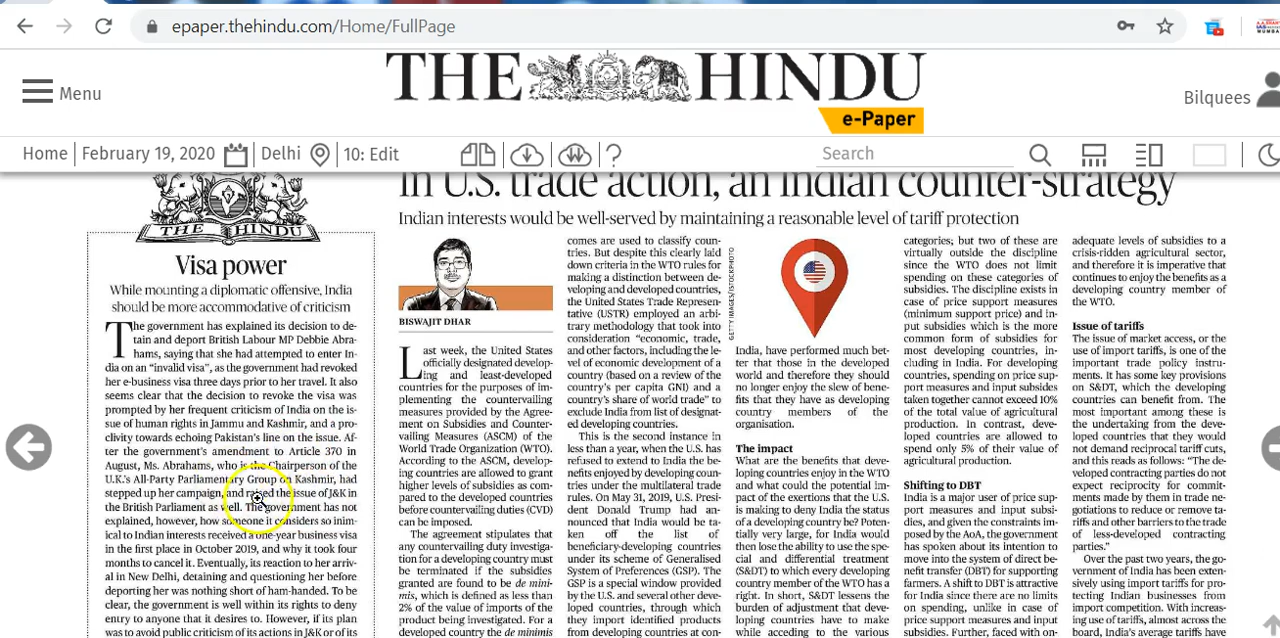 epaper.thehindu.com/Home/FullPage
Menu
THE HINDU
e-Paper
Bilquees
Home
February 19, 2020
Delhi
10: Edit
?
Search
THE HINDU
Visa power
While mounting a diplomatic offensive, India
should be more accommodative of criticism
The government has explained its decision to de-
tain and deport British Labour MP Debbie Abra-
hams, saying that she had attempted to enter In-
dia on an “invalid visa”, as the government had revoked
her e-business visa three days prior to her travel. It also
seems clear that the decision to revoke the visa was
prompted by her frequent criticism of India on the is-
sue of human rights in Jammu and Kashmir, and a pro-
clivity towards echoing Pakistan’s line on the issue. Af-
ter the government’s amendment to Article 370 in
August, Ms. Abrahams, who is the chairperson of the
U.K.’s All-Party Parliamentary Group on Kashmir, had
stepped up her campaign, and raised the issue of J&K in
the British Parliament as well. The government has not
explained, however, how someone it considers so inim-
ical to Indian interests received a one-year business visa
in the first place in October 2019, and why it took four
months to cancel it. Eventually, its reaction to her arriv-
al in New Delhi, detaining and questioning her before
deporting her was nothing short of ham-handed. To be
clear, the government is well within its rights to deny
entry to anyone that it desires to. However, if its plan
was to avoid public criticism of its actions in J&K or of its
In U.S. trade action, an Indian counter-strategy
Indian interests would be well-served by maintaining a reasonable level of tariff protection
BISWAJIT DHAR
Last week, the United States
officially designated develop-
ing and least-developed
countries for the purposes of im-
plementing the countervailing
measures provided by the Agree-
ment on Subsidies and Counter-
vailing Measures (ASCM) of the
World Trade Organization (WTO).
According to the ASCM, develop-
ing countries are allowed to grant
higher levels of subsidies as com-
pared to the developed countries
before countervailing duties (CVD)
can be imposed.
The agreement stipulates that
any countervailing duty investiga-
tion for a developing country must
be terminated if the subsidies
granted are found to be de mini-
mis, which is defined as less than
2% of the value of imports of the
product being investigated. For a
developed country the de minimis
comes are used to classify coun-
tries. But despite this clearly laid
down criteria in the WTO rules for
making a distinction between de-
veloping and developed countries,
the United States Trade Represen-
tative (USTR) employed an arbi-
trary methodology that took into
consideration “economic, trade,
and other factors, including the le-
vel of economic development of a
country (based on a review of the
country’s per capita GNI) and a
country’s share of world trade” to
exclude India from list of designat-
ed developing countries.
This is the second instance in
less than a year, when the U.S. has
refused to extend to India the be-
nefits enjoyed by developing coun-
tries under the multilateral trade
rules. On May 31, 2019, U.S. Presi-
dent Donald Trump had an-
nounced that India would be ta-
ken off the list of
beneficiary-developing countries
under its scheme of Generalised
System of Preferences (GSP). The
GSP is a special window provided
by the U.S. and several other deve-
loped countries, through which
they import identified products
from developing countries at con-
GETTY IMAGES/ISTOCKPHOTO
India, have performed much bet-
ter that those in the developed
world and therefore they should
no longer enjoy the slew of bene-
fits that they have as developing
country members of the
organisation.
The impact
What are the benefits that deve-
loping countries enjoy in the WTO
and what could the potential im-
pact of the exertions that the U.S.
is making to deny India the status
of a developing country be? Poten-
tially very large, for India would
then lose the ability to use the spe-
cial and differential treatment
(S&DT) to which every developing
country member of the WTO has a
right. In short, S&DT lessens the
burden of adjustment that deve-
loping countries have to make
while acceding to the various
categories; but two of these are
virtually outside the discipline
since the WTO does not limit
spending on these categories of
subsidies. The discipline exists in
case of price support measures
(minimum support price) and in-
put subsidies which is the more
common form of subsidies for
most developing countries, in-
cluding in India. For developing
countries, spending on price sup-
port measures and input subsidies
taken together cannot exceed 10%
of the total value of agricultural
production. In contrast, deve-
loped countries are allowed to
spend only 5% of their value of
agricultural production.
Shifting to DBT
India is a major user of price sup-
port measures and input subsi-
dies, and given the constraints im-
posed by the AoA, the government
has spoken about its intention to
move into the system of direct be-
nefit transfer (DBT) for supporting
farmers. A shift to DBT is attractive
for India since there are no limits
on spending, unlike in case of
price support measures and input
subsidies. Further, faced with on-
adequate levels of subsidies to a
crisis-ridden agricultural sector,
and therefore it is imperative that
continues to enjoy the benefits as a
developing country member of
the WTO.
Issue of tariffs
The issue of market access, or the
use of import tariffs, is one of the
important trade policy instru-
ments. It has some key provisions
on S&DT, which the developing
countries can benefit from. The
most important among these is
the undertaking from the deve-
loped countries that they would
not demand reciprocal tariff cuts,
and this reads as follows: “The de-
veloped contracting parties do not
expect reciprocity for commit-
ments made by them in trade ne-
gotiations to reduce or remove ta-
riffs and other barriers to the trade
of less-developed contracting
parties.”
Over the past two years, the go-
vernment of India has been exten-
sively using import tariffs for pro-
tecting Indian businesses from
import competition. With increas-
ing use of tariffs, almost across the
board, India’s average tariffs have